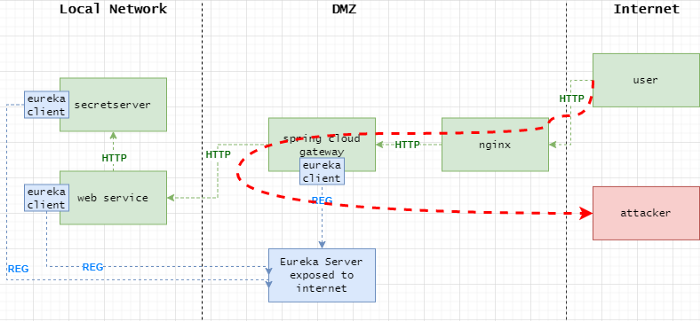 Local Network
DMZ
Internet
user
eureka
client
secretserver
HTTP
spring cloud
gateway
HTTP
nginx
HTTP
HTTP
eureka
client
eureka
client
web service
attacker
REG
Eureka Server
exposed to
internet
REG
REG